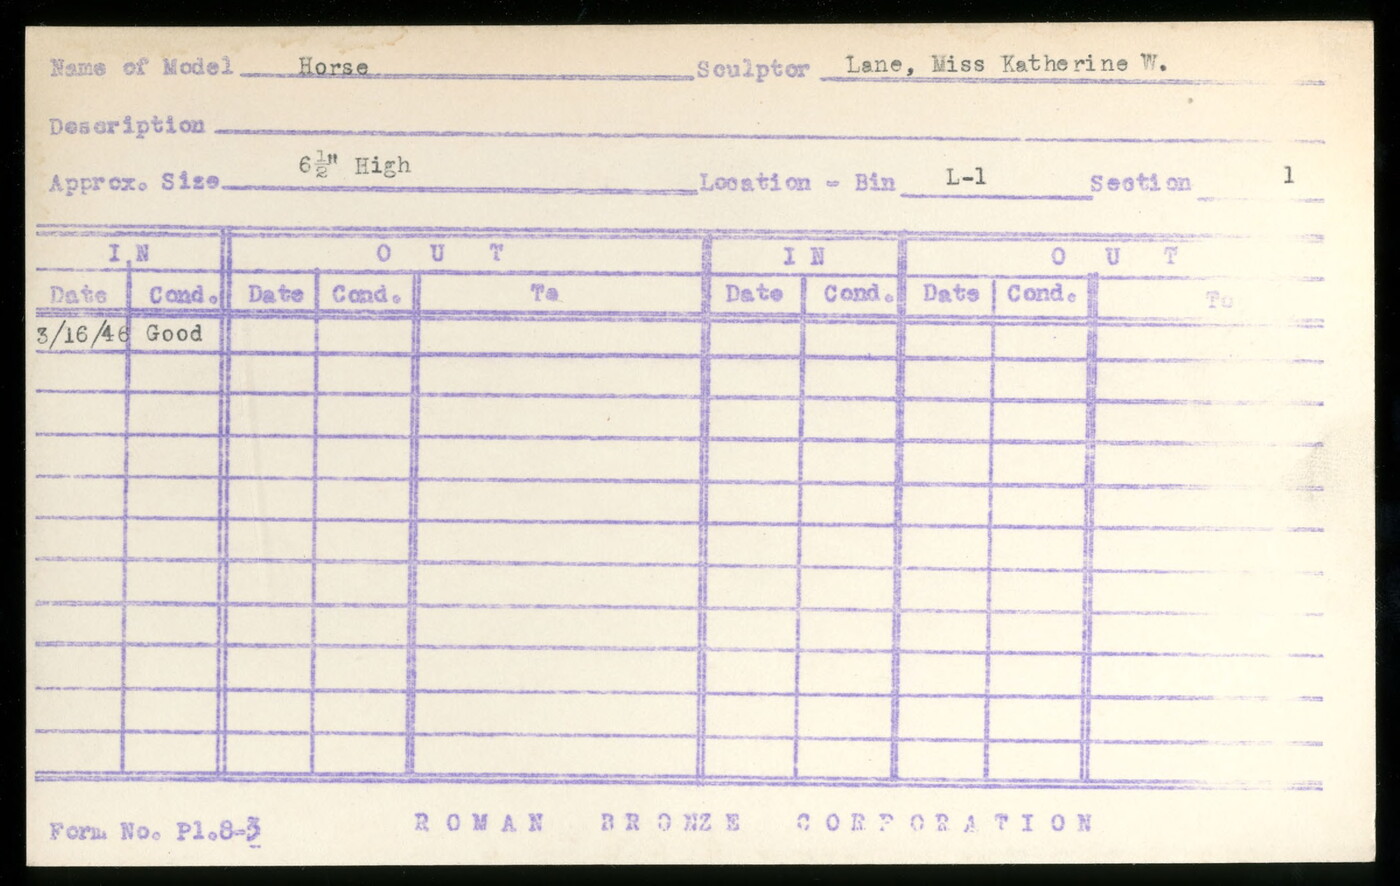 Name of Model Horse Sculptor Lane, Miss Katherine W.
Description
Approx. Size 6½" High Location - Bin L-1 Section 1
IN OUT IN OUT
Date Cond. Date Cond. To Date Cond. Date Cond. To
3/16/46 Good
Form No. Pl.8-3 ROMAN BRONZE CORPORATION